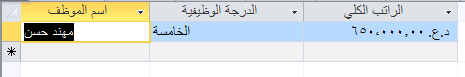 اسم الموظف الدرجة الوظيفية الراتب الكلي
مهند حسن الخامسة د.ع. ٦٥٠,٠٠٠,٠٠